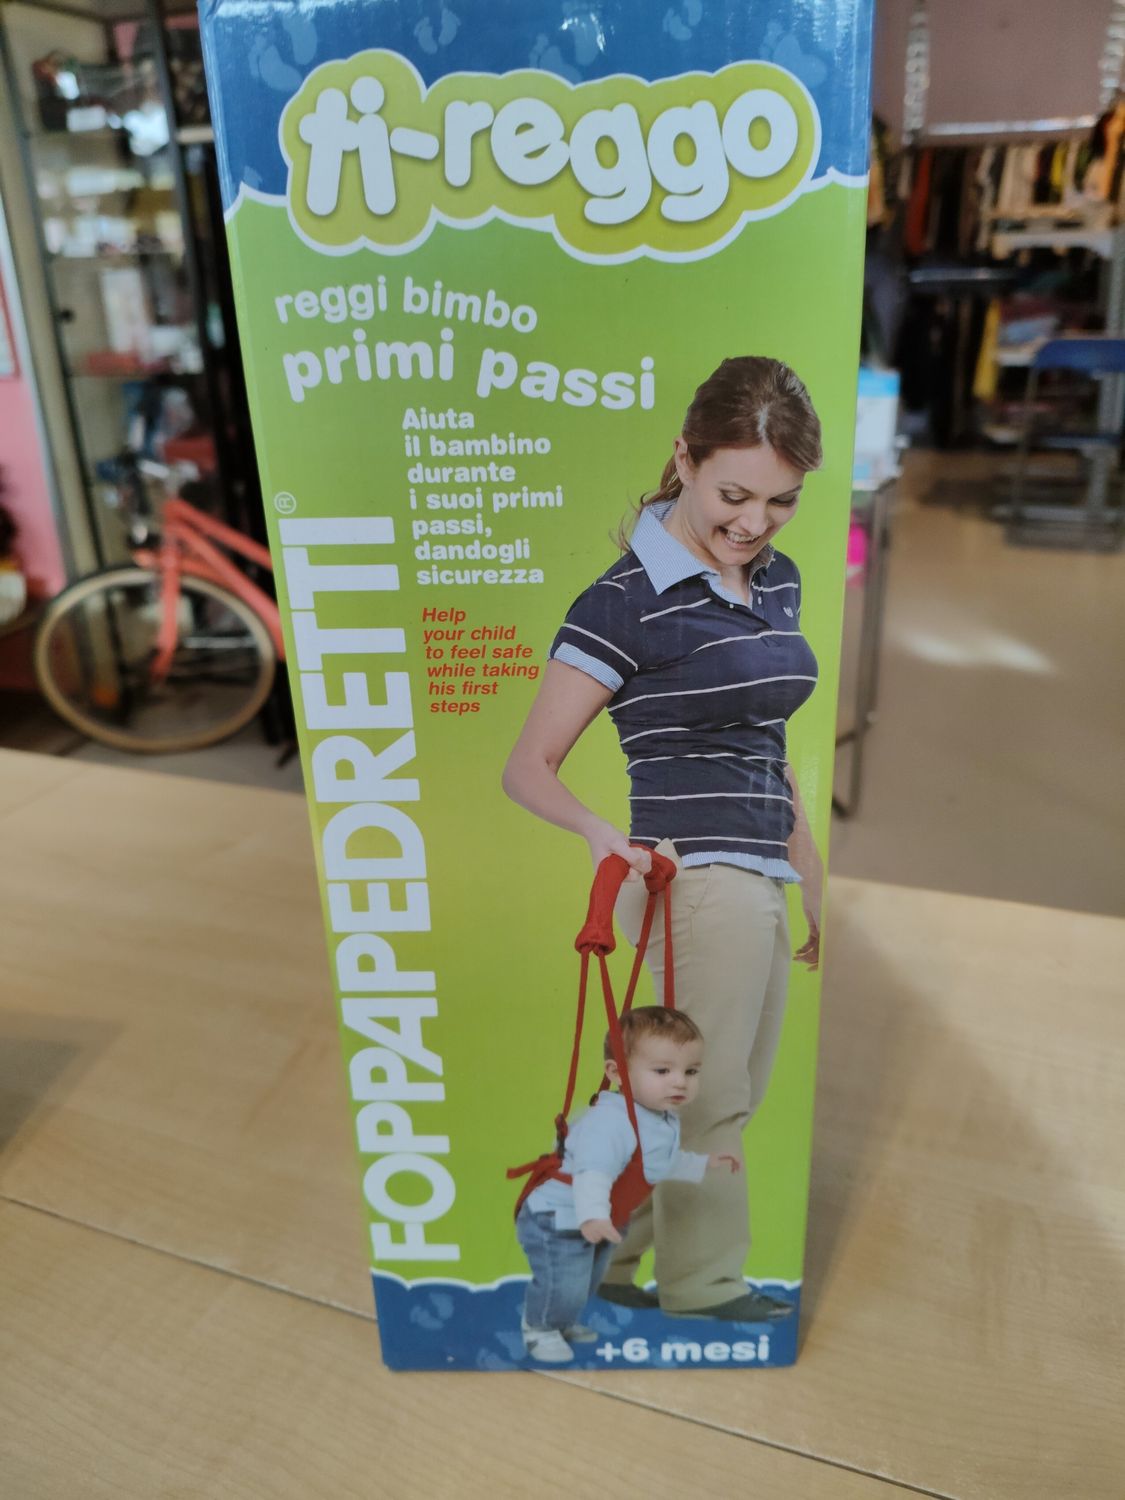 ti-reggo
reggi bimbo
primi passi
Aiuta
il bambino
durante
i suoi primi
passi,
dandogli
sicurezza
Help
your child
to feel safe
while taking
his first
steps
FOPPAPEDRETTI®
+6 mesi